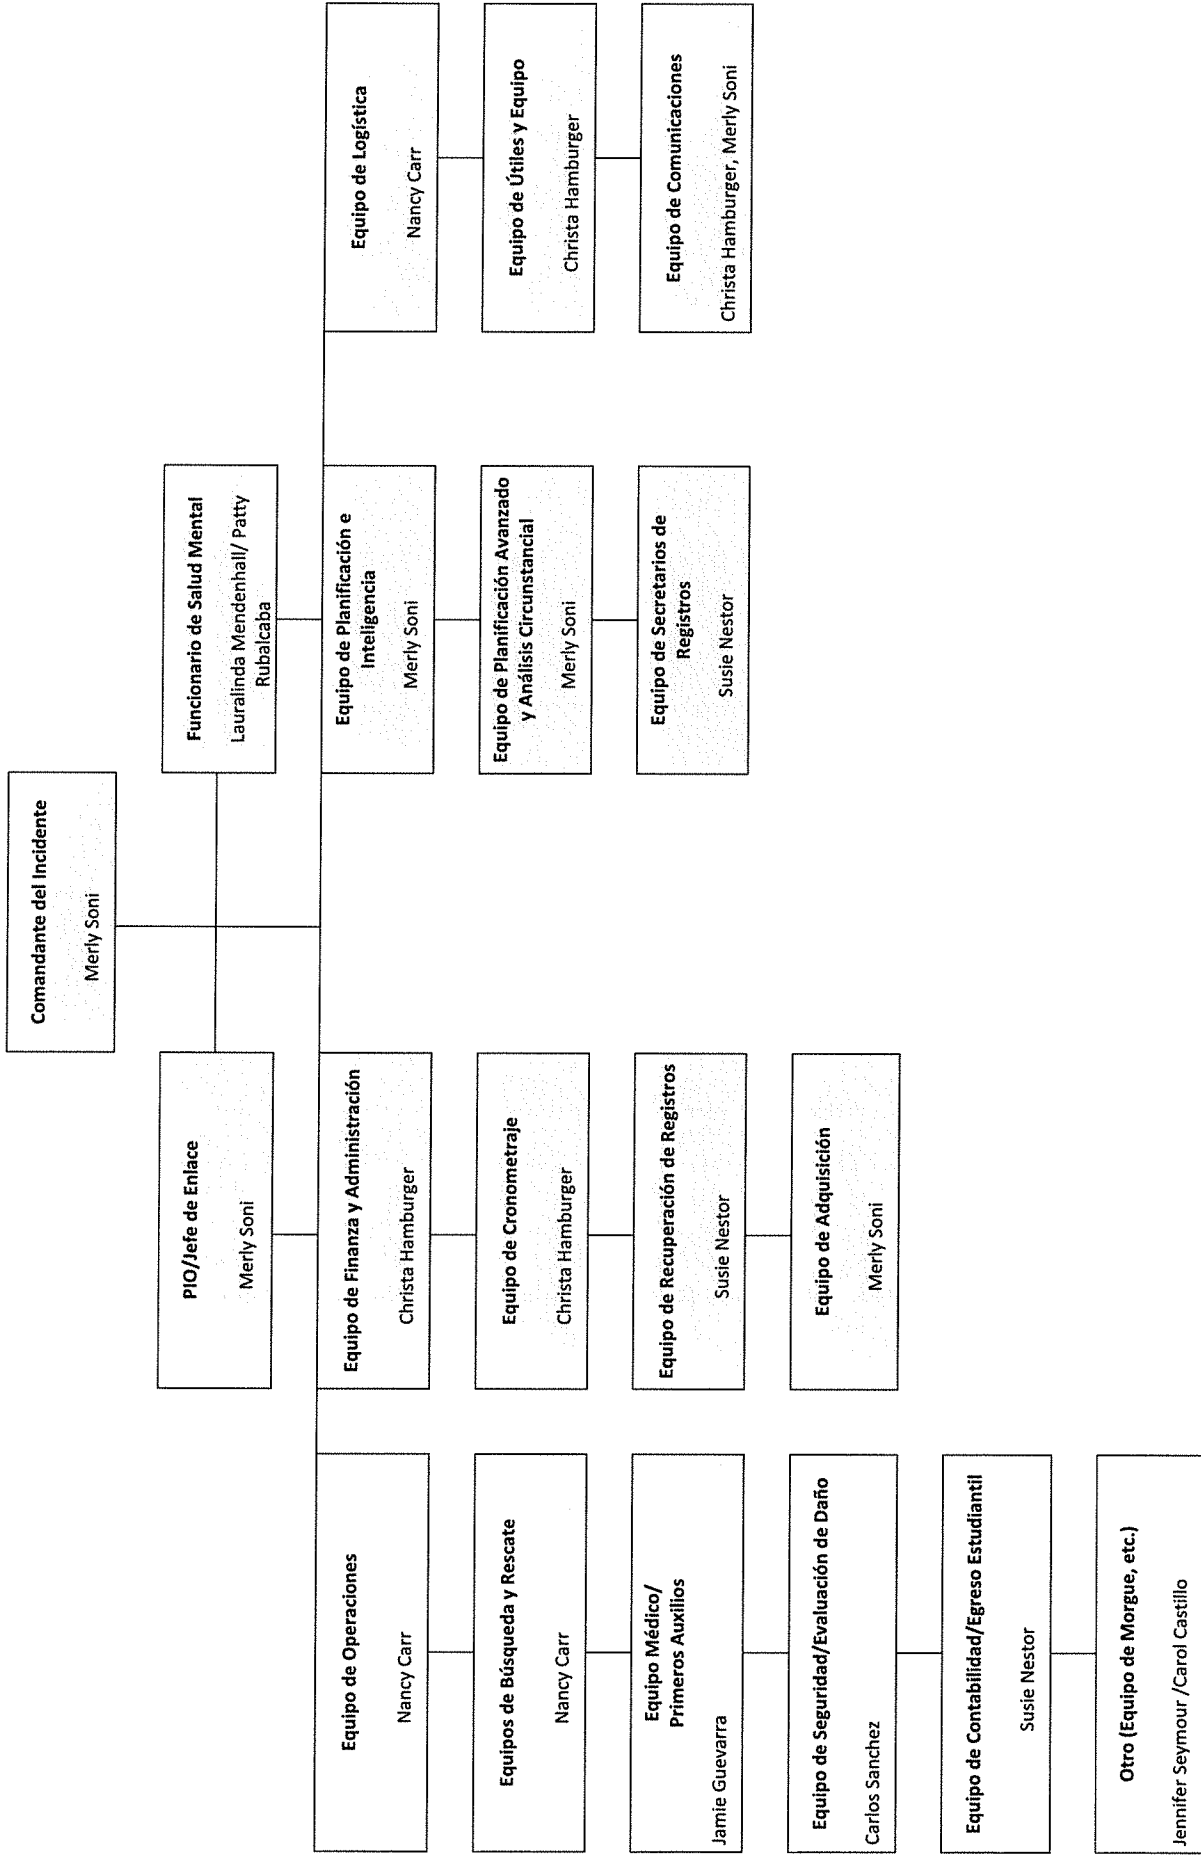 Comandante del Incidente
Merly Soni
PIO/Jefe de Enlace
Merly Soni
Funcionario de Salud Mental
Lauralinda Mendenhall/ Patty
Rubalcaba
Equipo de Operaciones
Nancy Carr
Equipos de Búsqueda y Rescate
Nancy Carr
Equipo Médico/
Primeros Auxilios
Jamie Guevarra
Equipo de Seguridad/Evaluación de Daño
Carlos Sanchez
Equipo de Contabilidad/Egreso Estudiantil
Susie Nestor
Otro (Equipo de Morgue, etc.)
Jennifer Seymour /Carol Castillo
Equipo de Finanza y Administración
Christa Hamburger
Equipo de Cronometraje
Christa Hamburger
Equipo de Recuperación de Registros
Susie Nestor
Equipo de Adquisición
Merly Soni
Equipo de Planificación e
Inteligencia
Merly Soni
Equipo de Planificación Avanzado
y Análisis Circunstancial
Merly Soni
Equipo de Secretarios de
Registros
Susie Nestor
Equipo de Logística
Nancy Carr
Equipo de Útiles y Equipo
Christa Hamburger
Equipo de Comunicaciones
Christa Hamburger, Merly Soni